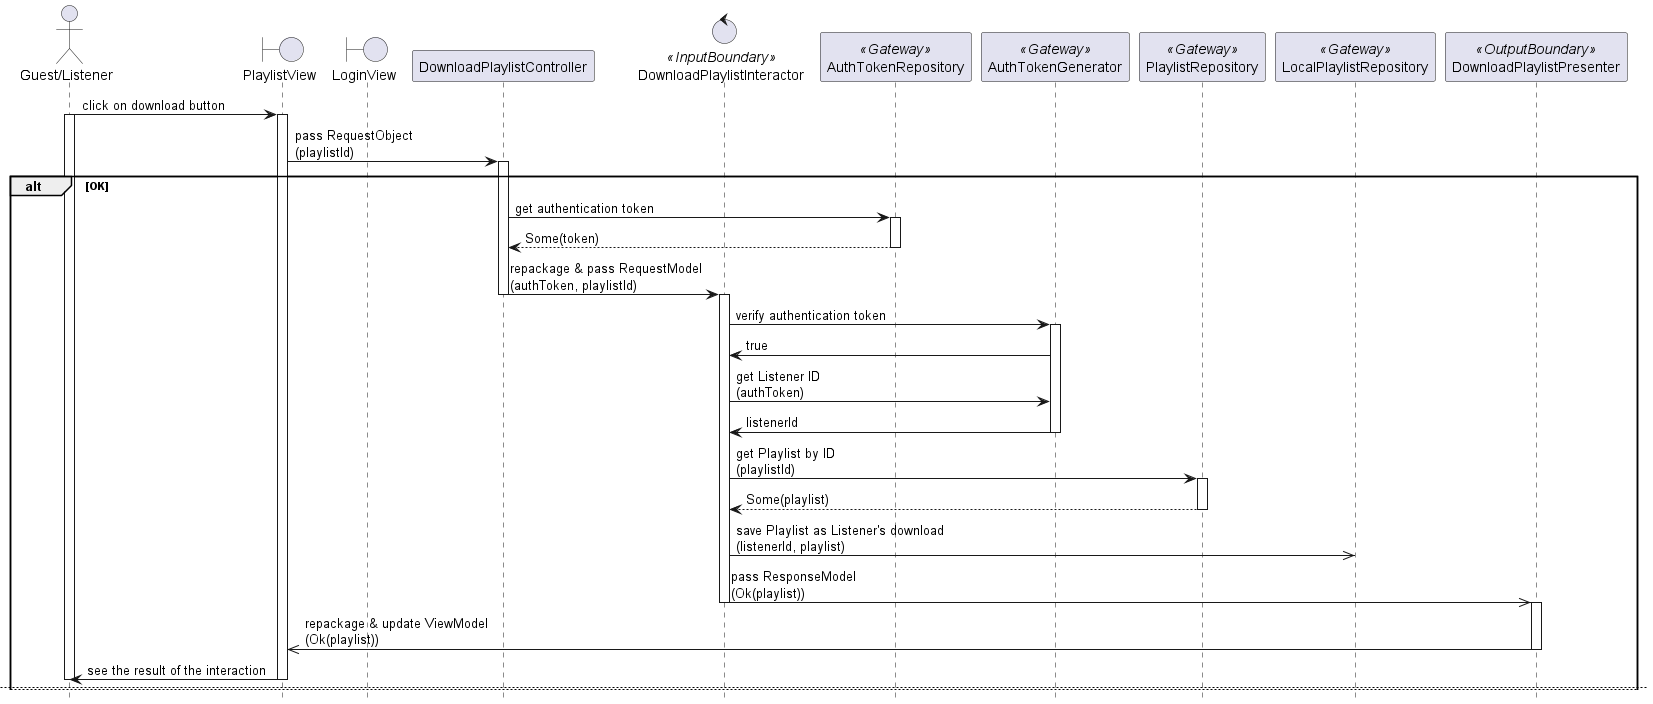 Guest/Listener
PlaylistView
LoginView
DownloadPlaylistController
«InputBoundary»
DownloadPlaylistInteractor
«Gateway»
AuthTokenRepository
«Gateway»
AuthTokenGenerator
«Gateway»
PlaylistRepository
«Gateway»
LocalPlaylistRepository
«OutputBoundary»
DownloadPlaylistPresenter
click on download button
pass RequestObject
(playlistId)
alt [OK]
get authentication token
Some(token)
repackage & pass RequestModel
(authToken, playlistId)
verify authentication token
true
get Listener ID
(authToken)
listenerId
get Playlist by ID
(playlistId)
Some(playlist)
save Playlist as Listener's download
(listenerId, playlist)
pass ResponseModel
(Ok(playlist))
repackage & update ViewModel
(Ok(playlist))
see the result of the interaction